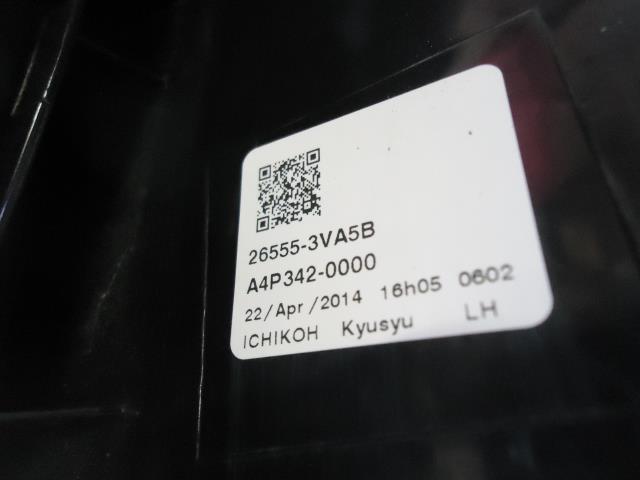 26555-3VA5B
A4P342-0000
22/Apr/2014 16h05 0602
ICHIKOH Kyusyu LH